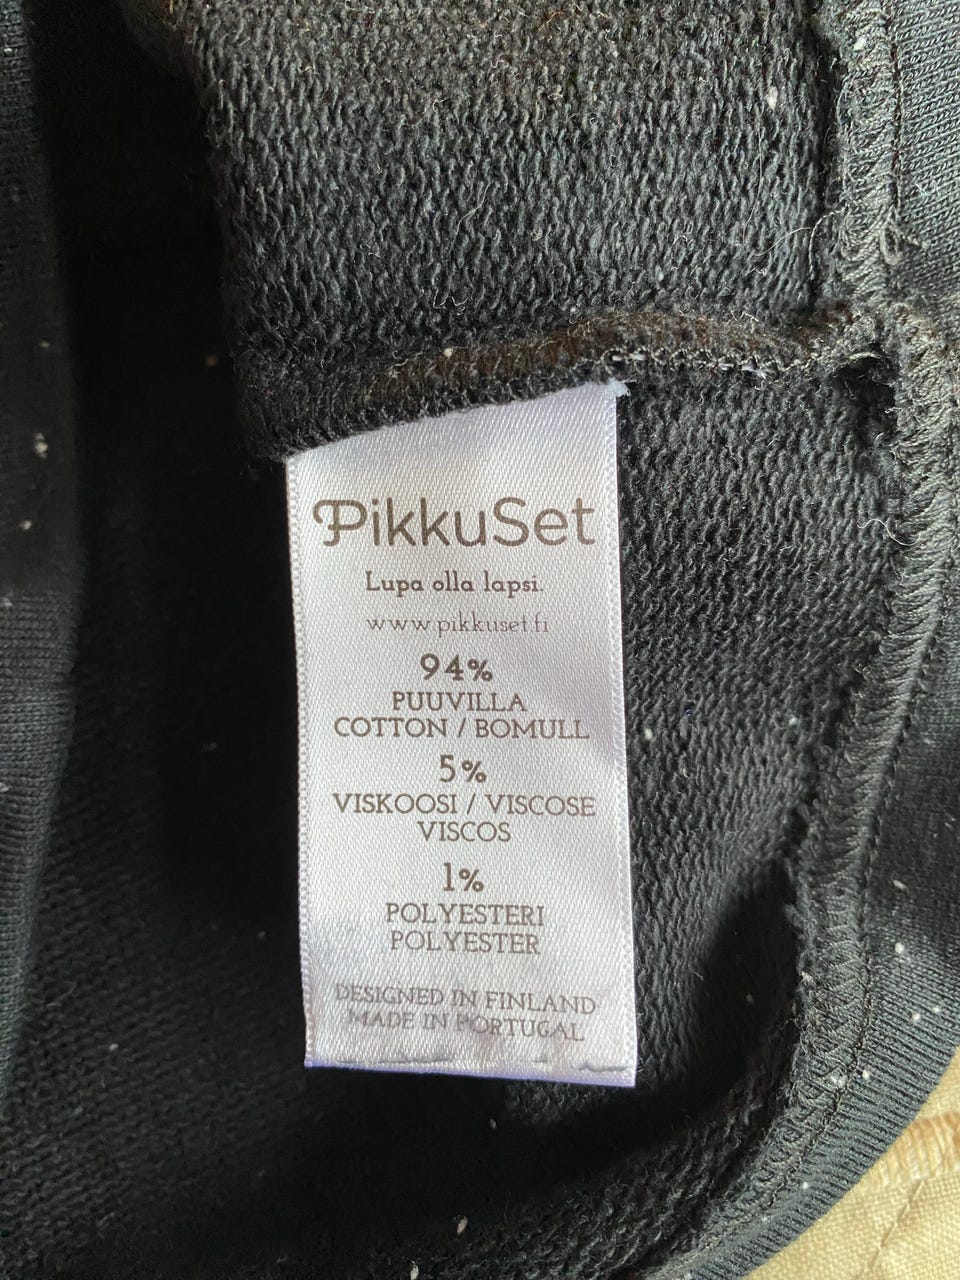 PikkuSet
Lupa olla lapsi.
www.pikkuset.fi
94%
PUUVILLA
COTTON / BOMULL
5%
VISKOOSI / VISCOSE
VISCOS
1%
POLYESTERI
POLYESTER
DESIGNED IN FINLAND
MADE IN PORTUGAL